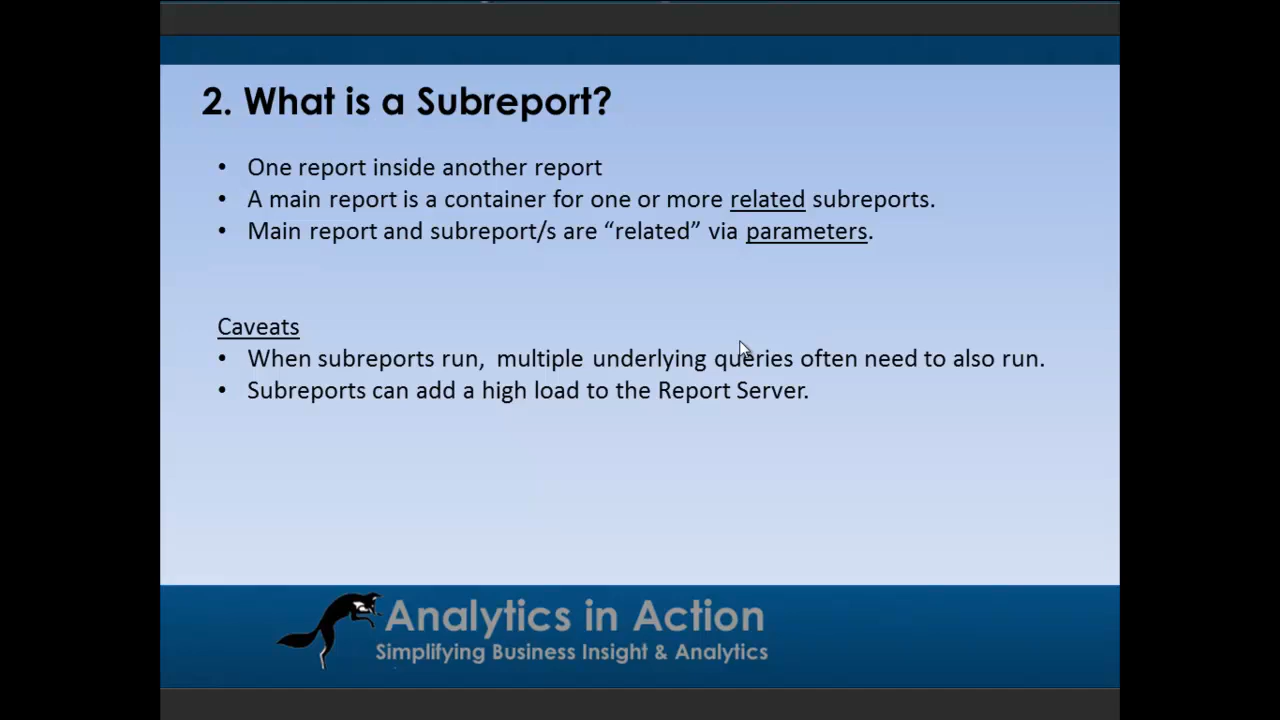 2. What is a Subreport?
• One report inside another report
• A main report is a container for one or more related subreports.
• Main report and subreport/s are “related” via parameters.
Caveats
• When subreports run, multiple underlying queries often need to also run.
• Subreports can add a high load to the Report Server.
Analytics in Action
Simplifying Business Insight & Analytics